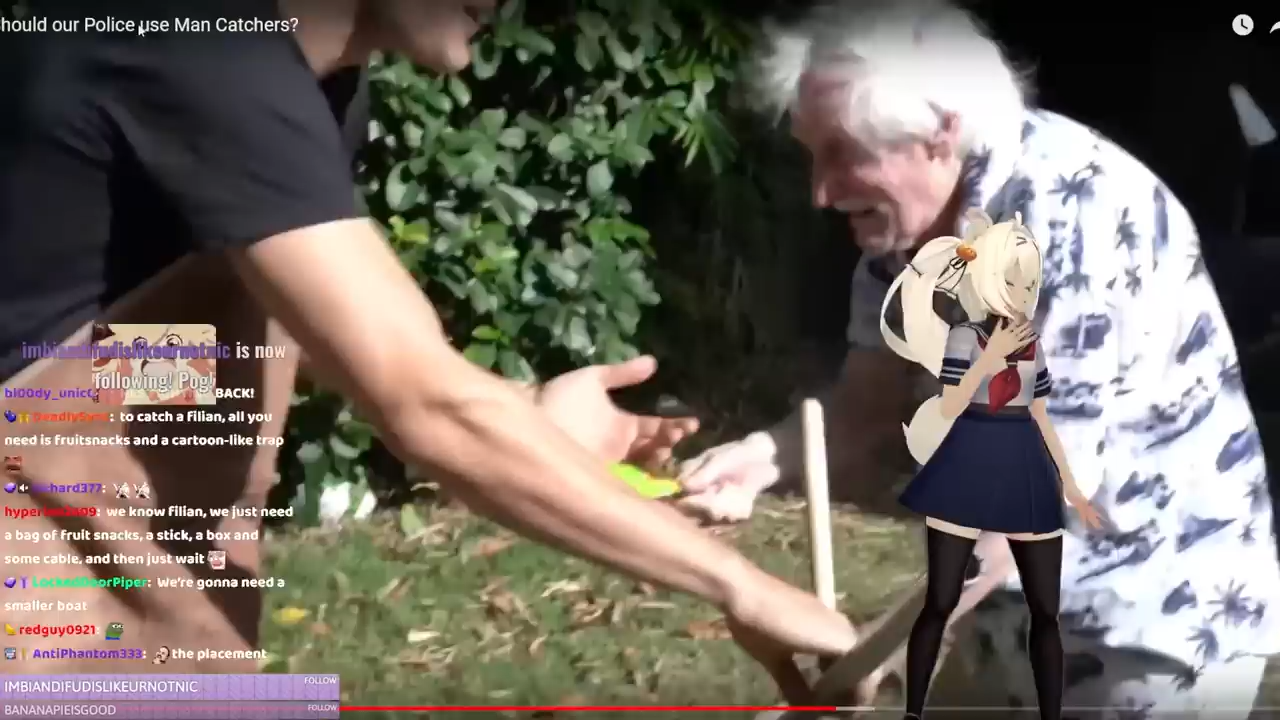 hould our Police use Man Catchers?
imbiandifudislikeurnotnic is now
following! Pog!
BACK!
: to catch a Filian, all you
need is fruitsnacks and a cartoon-like trap
: we know filian, we just need
a bag of fruit snacks, a stick, a box and
some cable, and then just wait
LockedDoorPiper: We're gonna need a
smaller boat
redguy0921:
AntiPhantom333: the placement
IMBIANDIFUDISLIKEURNOTNIC FOLLOW
BANANAPIEISGOOD FOLLOW